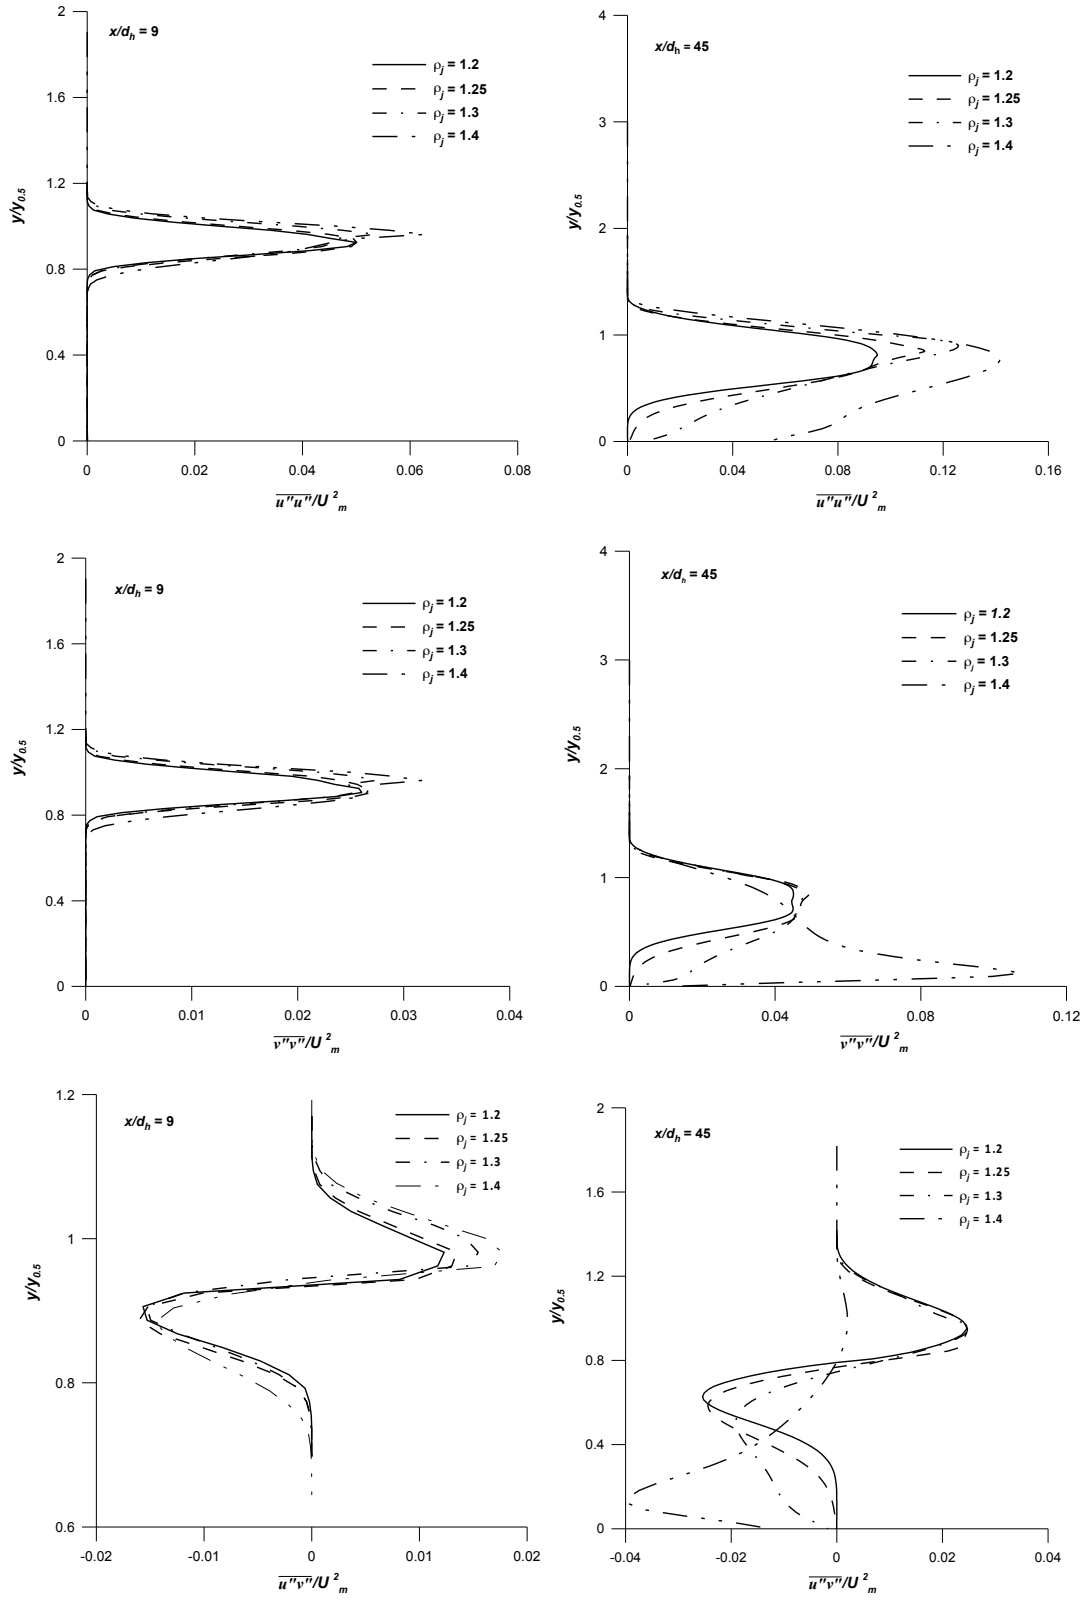 x/dh = 9
ρj = 1.2
ρj = 1.25
ρj = 1.3
ρj = 1.4
2
1.6
1.2
0.8
0.4
0
y/y0.5
0 0.02 0.04 0.06 0.08
u''u''/U²m
x/dh = 45
ρj = 1.2
ρj = 1.25
ρj = 1.3
ρj = 1.4
4
3
2
1
0
y/y0.5
0 0.04 0.08 0.12 0.16
u''u''/U²m
x/dh = 9
ρj = 1.2
ρj = 1.25
ρj = 1.3
ρj = 1.4
2
1.6
1.2
0.8
0.4
0
y/y0.5
0 0.01 0.02 0.03 0.04
v''v''/U²m
x/dh = 45
ρj = 1.2
ρj = 1.25
ρj = 1.3
ρj = 1.4
4
3
2
1
0
y/y0.5
0 0.04 0.08 0.12
v''v''/U²m
x/dh = 9
ρj = 1.2
ρj = 1.25
ρj = 1.3
ρj = 1.4
1.2
1
0.8
0.6
y/y0.5
-0.02 -0.01 0 0.01 0.02
u''v''/U²m
x/dh = 45
ρj = 1.2
ρj = 1.25
ρj = 1.3
ρj = 1.4
2
1.6
1.2
0.8
0.4
0
y/y0.5
-0.04 -0.02 0 0.02 0.04
u''v''/U²m